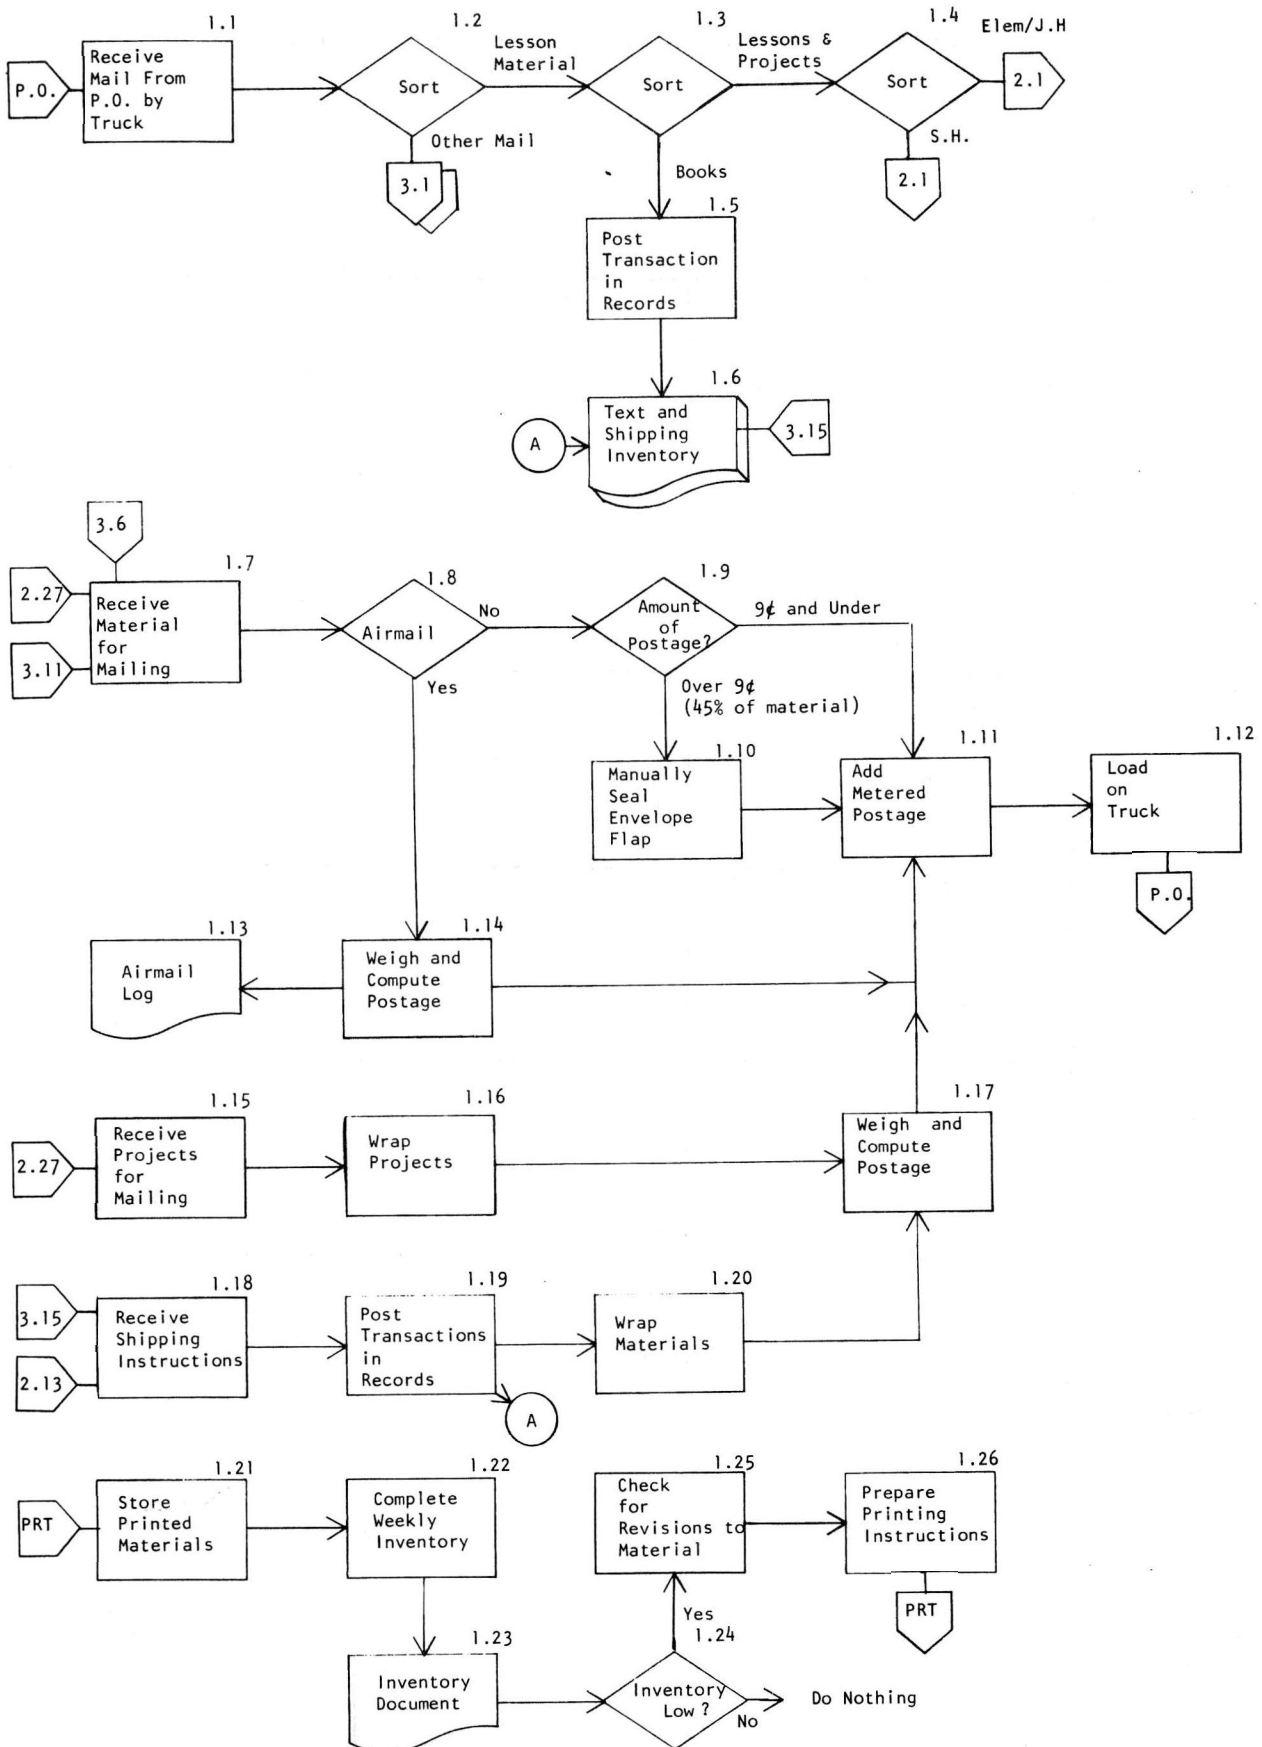 1.1
P.O.
Receive
Mail From
P.O. by
Truck
1.2
Sort
Lesson
Material
Other Mail
3.1
1.3
Sort
Lessons &
Projects
Books
1.4
Sort
Elem/J.H
2.1
S.H.
2.1
1.5
Post
Transaction
in
Records
1.6
Text and
Shipping
Inventory
A
3.15
3.6
2.27
3.11
1.7
Receive
Material
for
Mailing
1.8
Airmail
No
Yes
1.9
Amount
of
Postage?
9¢ and Under
Over 9¢
(45% of material)
1.10
Manually
Seal
Envelope
Flap
1.11
Add
Metered
Postage
1.12
Load
on
Truck
P.O.
1.13
Airmail
Log
1.14
Weigh and
Compute
Postage
2.27
1.15
Receive
Projects
for
Mailing
1.16
Wrap
Projects
1.17
Weigh and
Compute
Postage
3.15
2.13
1.18
Receive
Shipping
Instructions
1.19
Post
Transactions
in
Records
A
1.20
Wrap
Materials
PRT
1.21
Store
Printed
Materials
1.22
Complete
Weekly
Inventory
1.23
Inventory
Document
1.24
Inventory
Low ?
Yes
No
Do Nothing
1.25
Check
for
Revisions to
Material
1.26
Prepare
Printing
Instructions
PRT